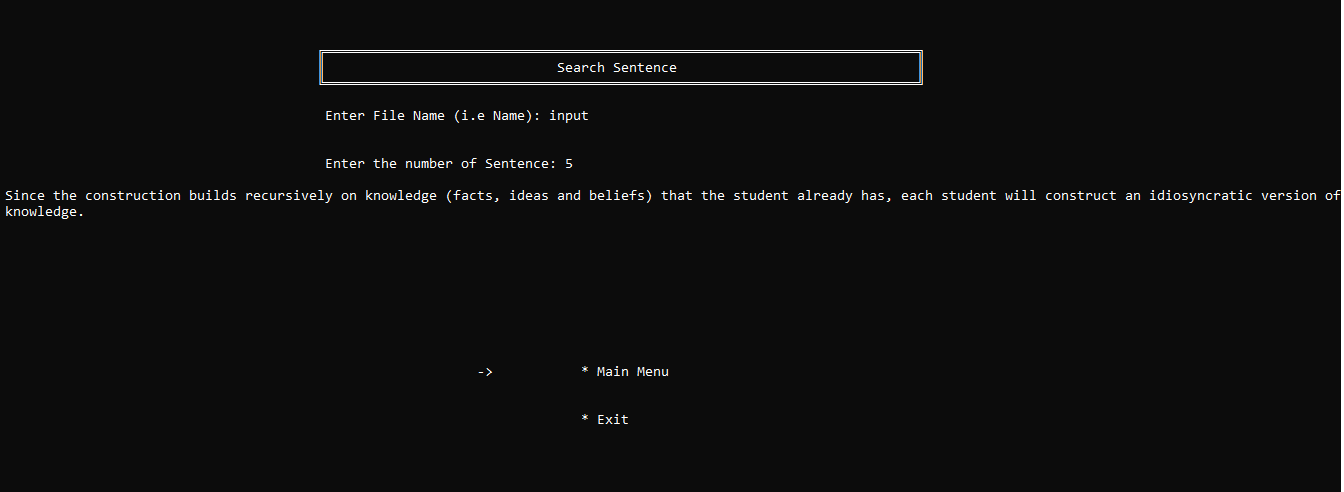 Search Sentence
Enter File Name (i.e Name): input
Enter the number of Sentence: 5
Since the construction builds recursively on knowledge (facts, ideas and beliefs) that the student already has, each student will construct an idiosyncratic version of
knowledge.
-> * Main Menu
* Exit